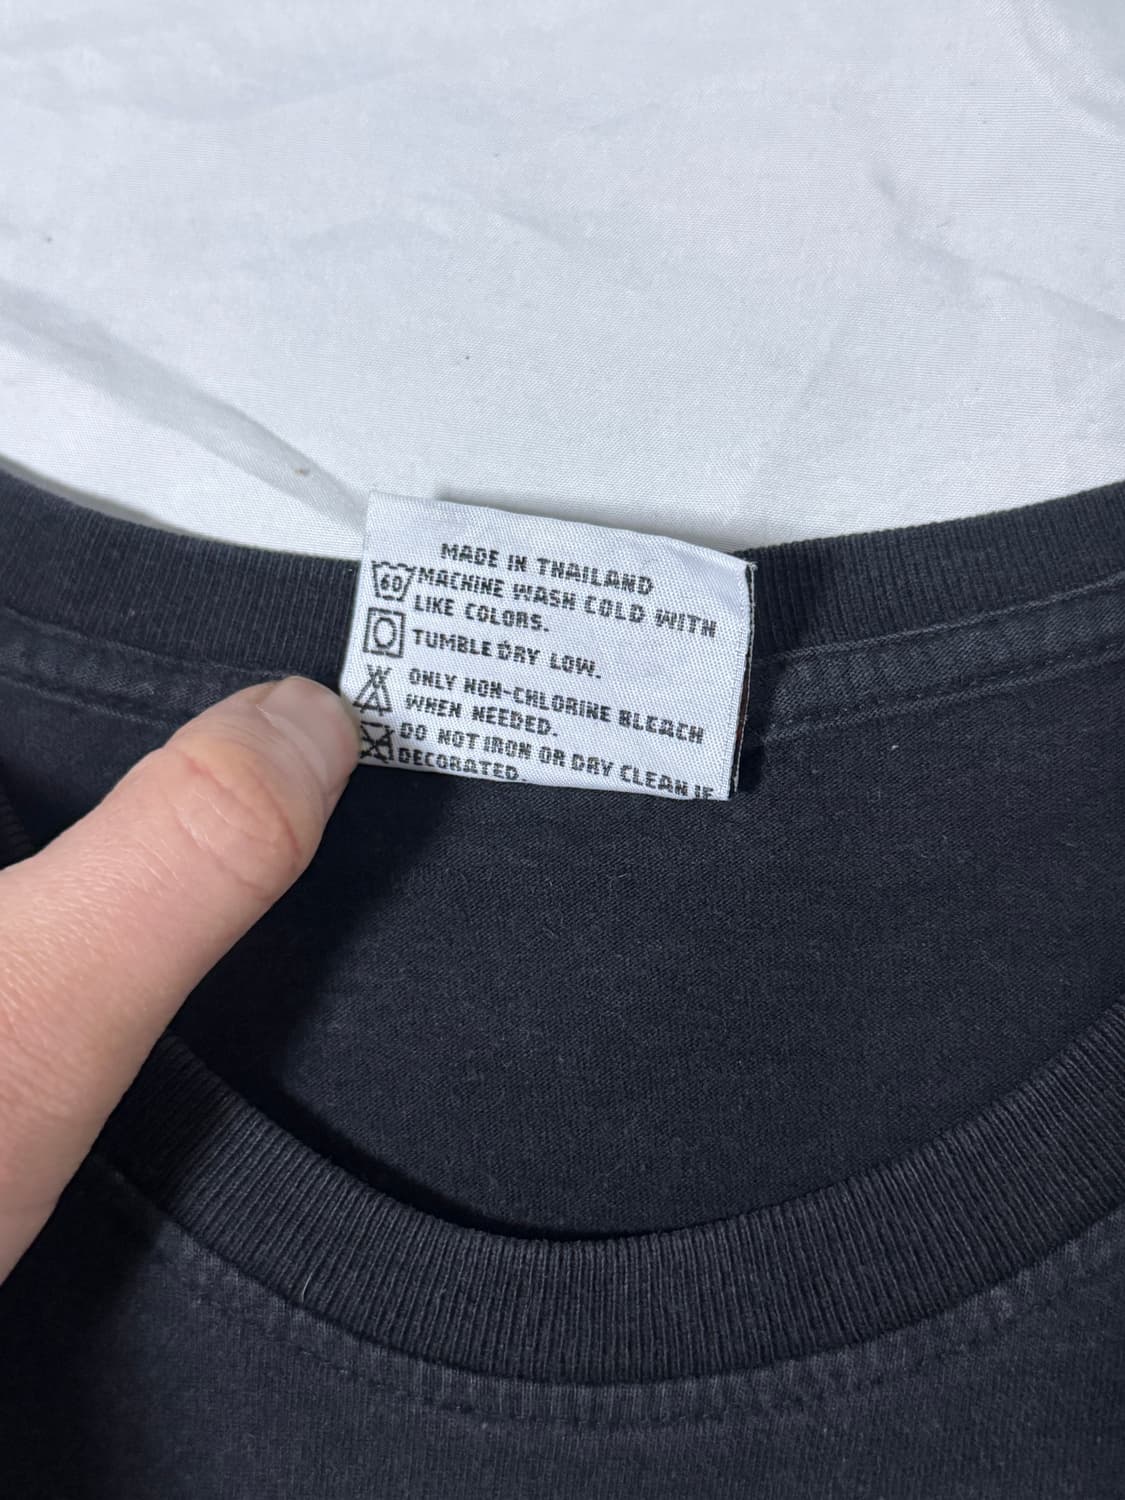 MADE IN THAILAND
60 MACHINE WASH COLD WITH
LIKE COLORS.
TUMBLE DRY LOW.
ONLY NON-CHLORINE BLEACH
WHEN NEEDED.
DO NOT IRON OR DRY CLEAN IF
DECORATED.